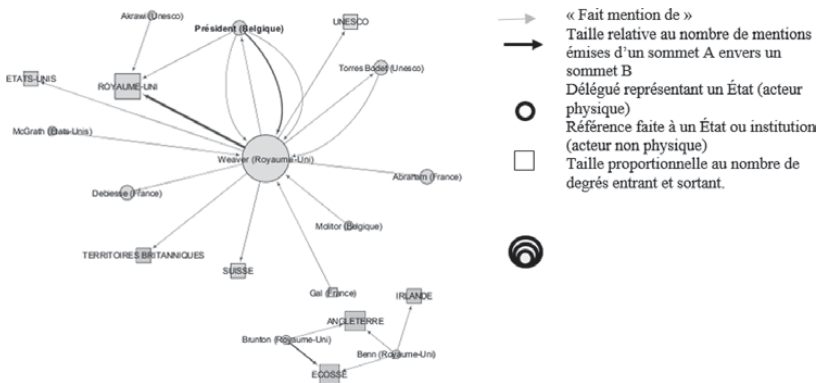 Akrawi (Unesco)
Président (Belgique)
UNESCO
Torres Bodet (Unesco)
ETATS-UNIS
ROYAUME-UNI
McGrath (Etats-Unis)
Weaver (Royaume-Uni)
Abraham (France)
Debiesse (France)
Molitor (Belgique)
TERRITOIRES BRITANNIQUES
SUISSE
Gal (France)
IRLANDE
ANGLETERRE
Brunton (Royaume-Uni)
Benn (Royaume-Uni)
ECOSSE
« Fait mention de »
Taille relative au nombre de mentions
émises d'un sommet A envers un
sommet B
Délégué représentant un État (acteur
physique)
Référence faite à un État ou institution
(acteur non physique)
Taille proportionnelle au nombre de
degrés entrant et sortant.